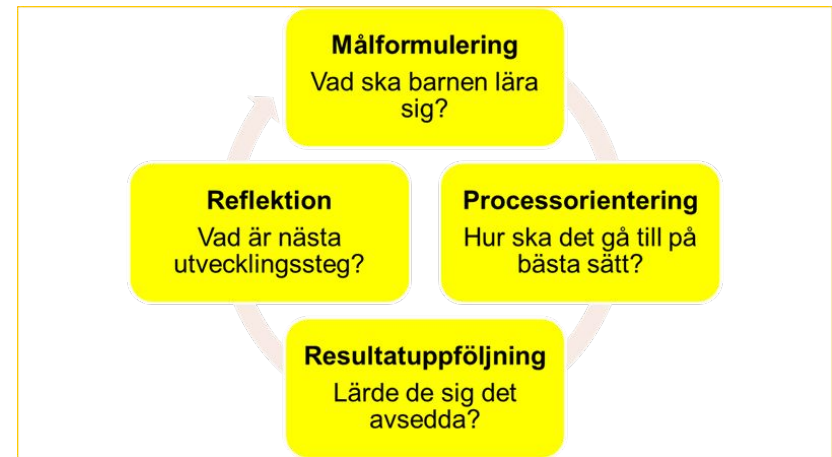 Målformulering
Vad ska barnen lära
sig?
Processorientering
Hur ska det gå till på
bästa sätt?
Resultatuppföljning
Lärde de sig det
avsedda?
Reflektion
Vad är nästa
utvecklingssteg?